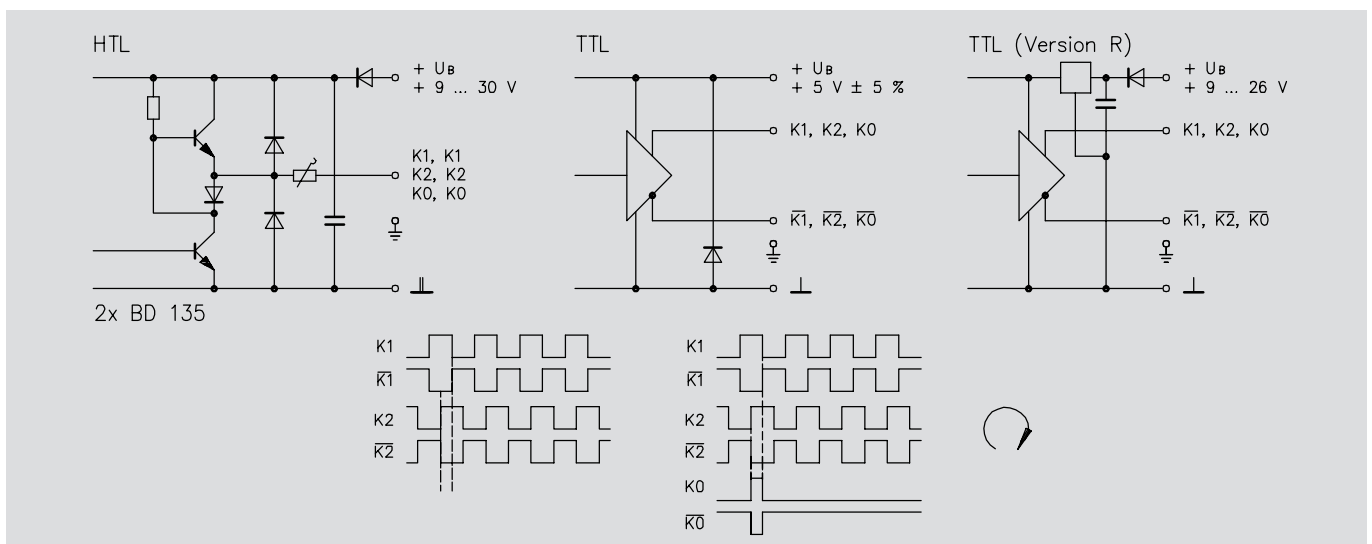 HTL
+ UB
+ 9 ... 30 V
K1, K1
K2, K2
K0, K0
2x BD 135
TTL
+ UB
+ 5 V ± 5 %
K1, K2, K0
K̅1̅, K̅2̅, K̅0̅
TTL (Version R)
+ UB
+ 9 ... 26 V
K1, K2, K0
K̅1̅, K̅2̅, K̅0̅
K1
K̅1̅
K2
K̅2̅
K1
K̅1̅
K2
K̅2̅
K0
K̅0̅